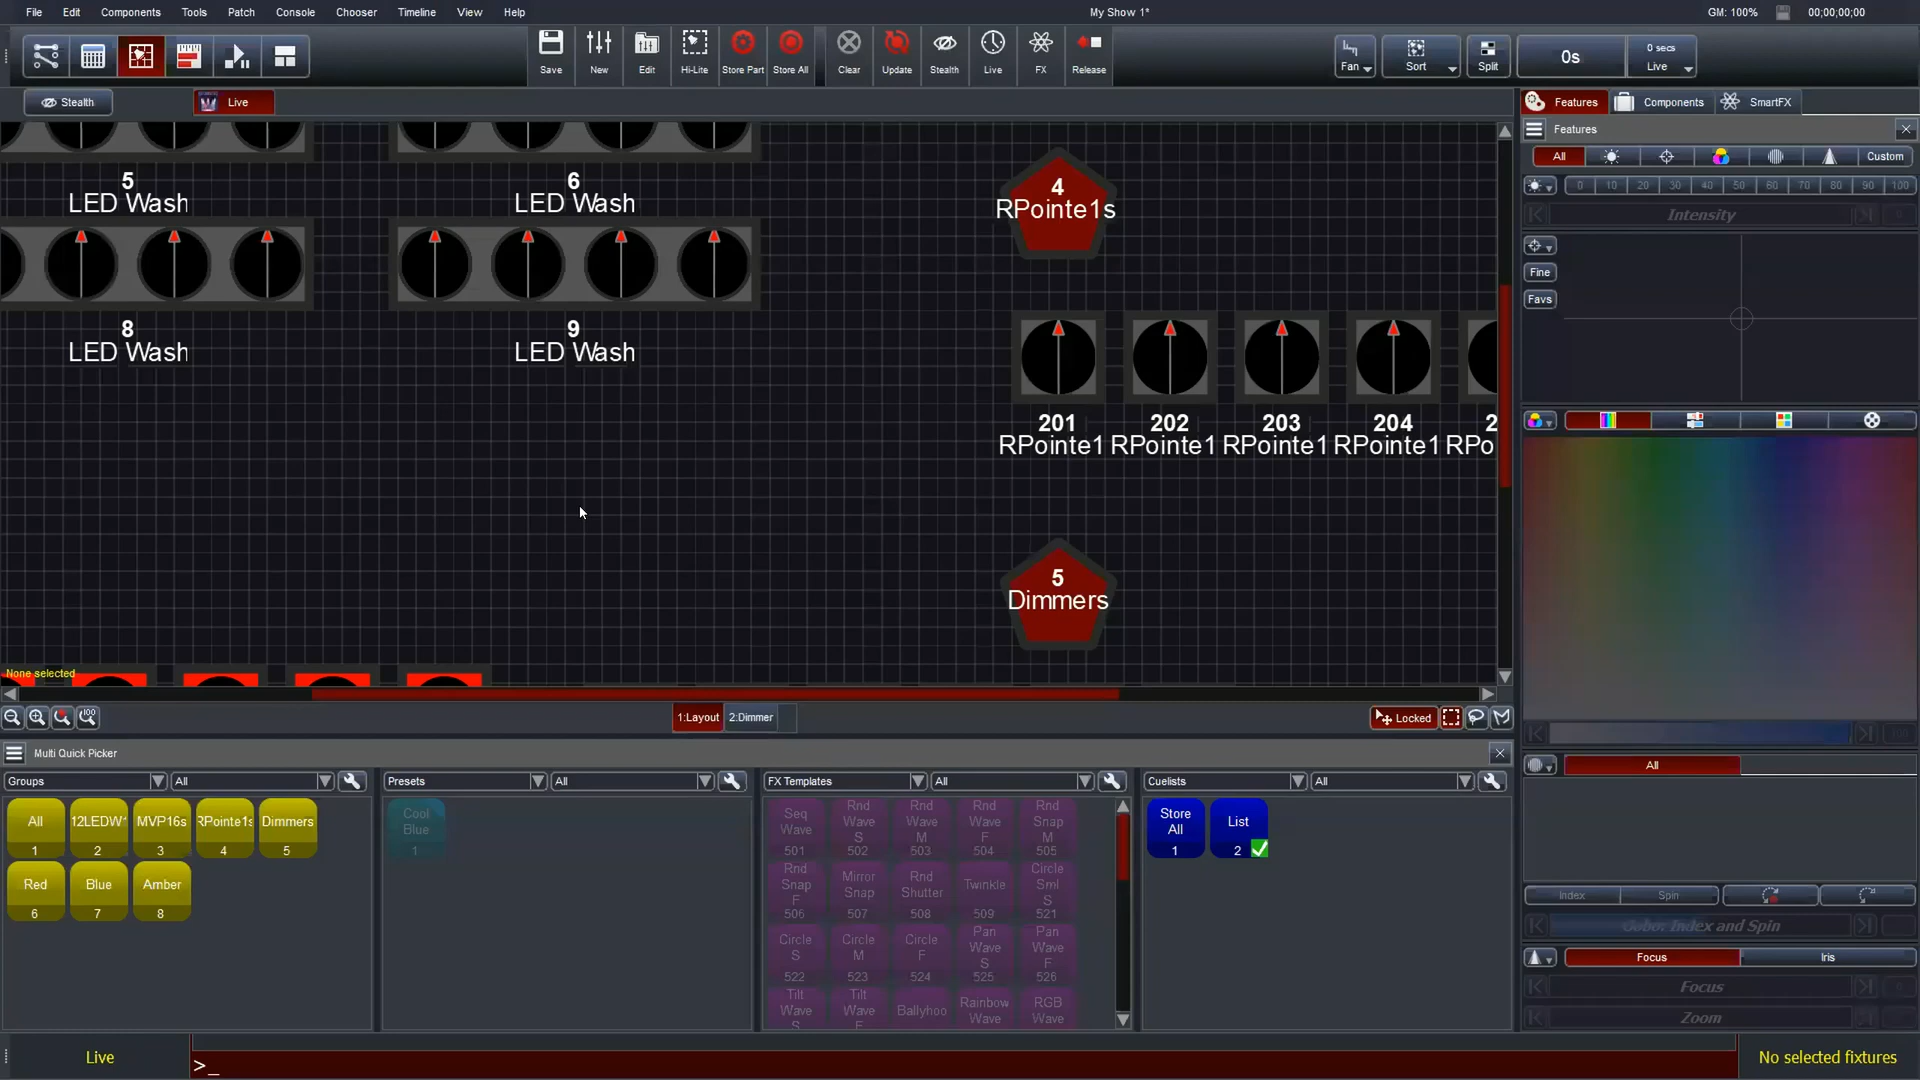 File Edit Components Tools Patch Console Chooser Timeline View Help My Show 1* GM: 100% 00;00;00;00
Save New Edit Hi-Lite Store Part Store All Clear Update Stealth Live FX Release
Fan Sort Split 0s 0 secs Live
Stealth Live
Features Components SmartFX
Features
All Custom
0 10 20 30 40 50 60 70 80 90 100
Intensity
Fine
Favs
5
LED Wash
6
LED Wash
4
RPointe1s
8
LED Wash
9
LED Wash
201 202 203 204 2
RPointe1 RPointe1 RPointe1 RPointe1 RPo
5
Dimmers
None selected
100
1:Layout 2:Dimmer
Locked
Multi Quick Picker
Groups All
Presets All
FX Templates All
Cuelists All
All 1
12LEDW 2
MVP16s 3
RPointe1s 4
Dimmers 5
Red 6
Blue 7
Amber 8
Cool Blue 1
Seq Wave 501
Rnd Wave S 502
Rnd Wave M 503
Rnd Wave F 504
Rnd Snap M 505
Rnd Snap F 506
Mirror Snap 507
Rnd Shutter 508
Twinkle 509
Circle Sml S 521
Circle S 522
Circle M 523
Circle F 524
Pan Wave S 525
Pan Wave F 526
Tilt Wave S
Tilt Wave F
Ballyhoo
Rainbow Wave
RGB Wave
Store All 1
List 2
All
Index Spin
Gobo: Index and Spin
Focus Iris
Focus
Zoom
Live
>_
No selected fixtures